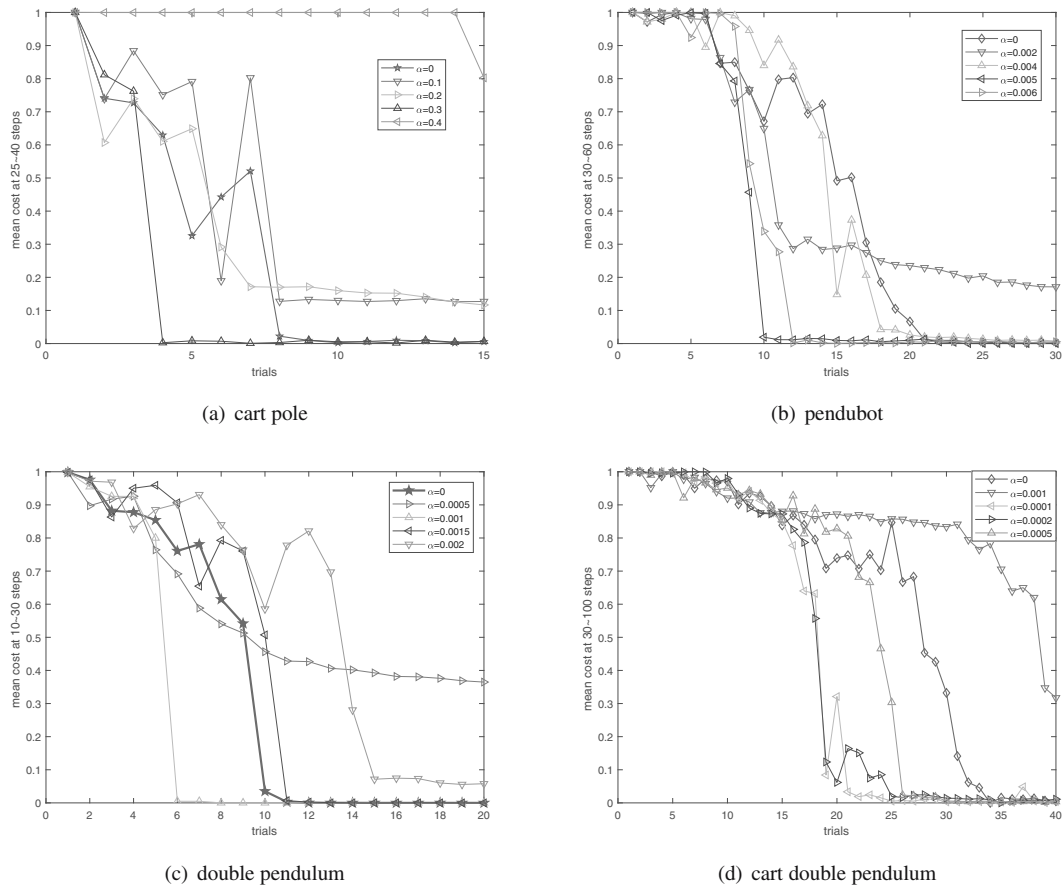 1
0.9
0.8
0.7
0.6
0.5
0.4
0.3
0.2
0.1
0
mean cost at 25~40 steps
0 5 10 15
trials
α=0
α=0.1
α=0.2
α=0.3
α=0.4
(a) cart pole
1
0.9
0.8
0.7
0.6
0.5
0.4
0.3
0.2
0.1
0
mean cost at 30~60 steps
0 5 10 15 20 25 30
trials
α=0
α=0.002
α=0.004
α=0.005
α=0.006
(b) pendubot
1
0.9
0.8
0.7
0.6
0.5
0.4
0.3
0.2
0.1
0
mean cost at 10~30 steps
0 2 4 6 8 10 12 14 16 18 20
trials
α=0
α=0.0005
α=0.001
α=0.0015
α=0.002
(c) double pendulum
1
0.9
0.8
0.7
0.6
0.5
0.4
0.3
0.2
0.1
0
mean cost at 30~100 steps
0 5 10 15 20 25 30 35 40
trials
α=0
α=0.001
α=0.0001
α=0.0002
α=0.0005
(d) cart double pendulum